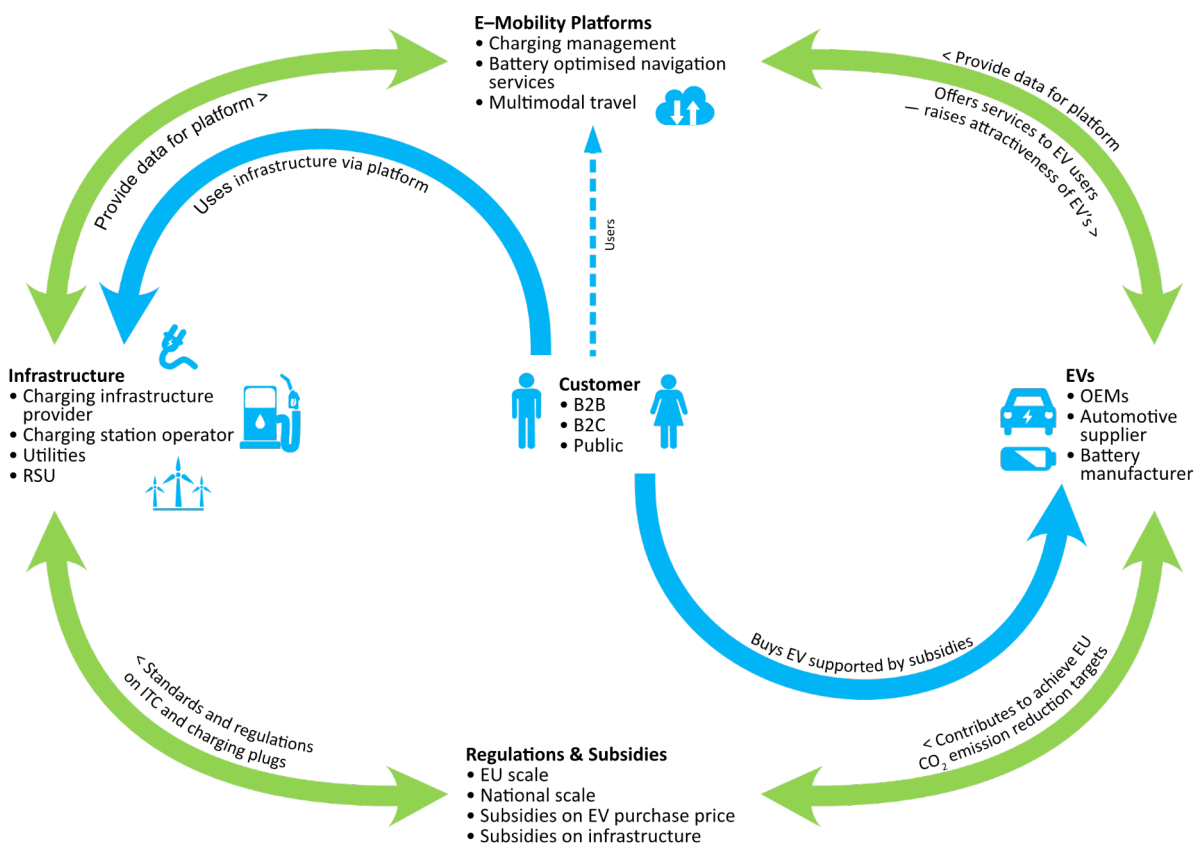 E–Mobility Platforms
• Charging management
• Battery optimised navigation
services
• Multimodal travel
Provide data for platform >
Uses infrastructure via platform
Users
< Provide data for platform
Offers services to EV users
— raises attractiveness of EV's >
Infrastructure
• Charging infrastructure
provider
• Charging station operator
• Utilities
• RSU
Customer
• B2B
• B2C
• Public
EVs
• OEMs
• Automotive
supplier
• Battery
manufacturer
Buys EV supported by subsidies
< Standards and regulations
on ITC and charging plugs
< Contributes to achieve EU
CO₂ emission reduction targets
Regulations & Subsidies
• EU scale
• National scale
• Subsidies on EV purchase price
• Subsidies on infrastructure